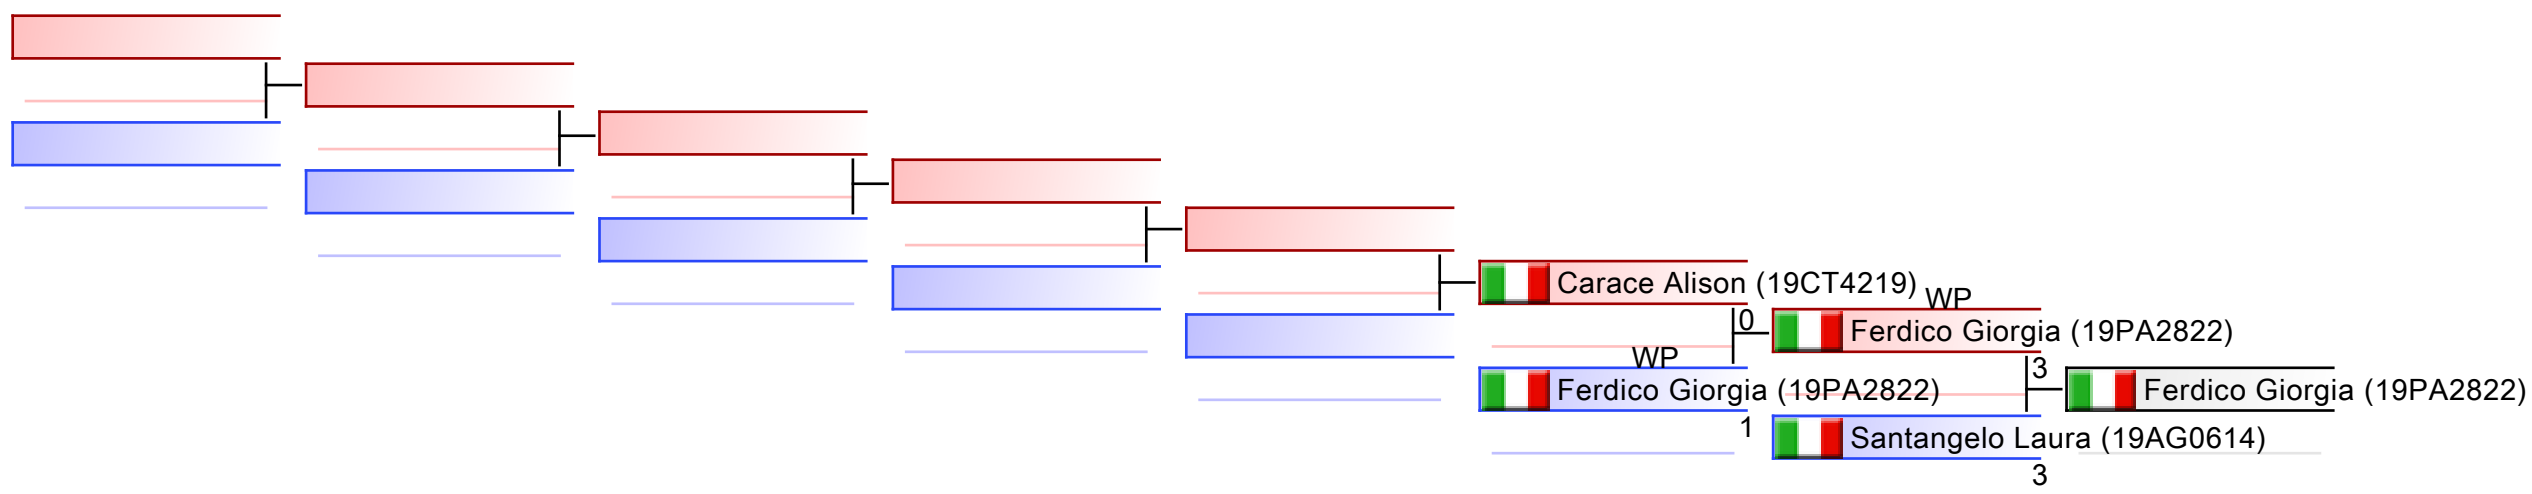 Carace Alison (19CT4219)
0
WP
Ferdico Giorgia (19PA2822)
1
WP
Ferdico Giorgia (19PA2822)
3
Santangelo Laura (19AG0614)
3
Ferdico Giorgia (19PA2822)